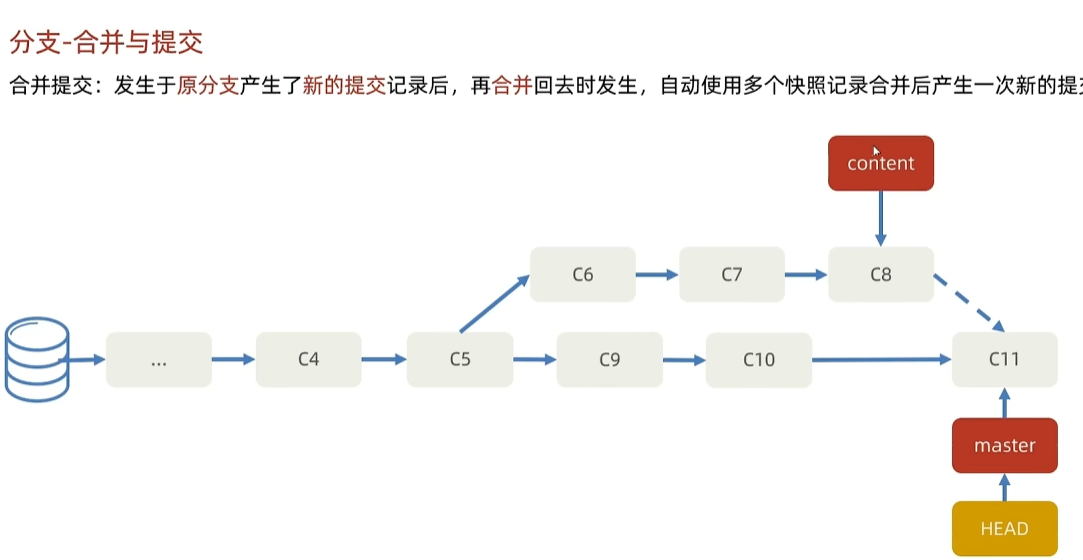 分支-合并与提交
合并提交：发生于原分支产生了新的提交记录后，再合并回去时发生，自动使用多个快照记录合并后产生一次新的提
content
C6
C7
C8
...
C4
C5
C9
C10
C11
master
HEAD